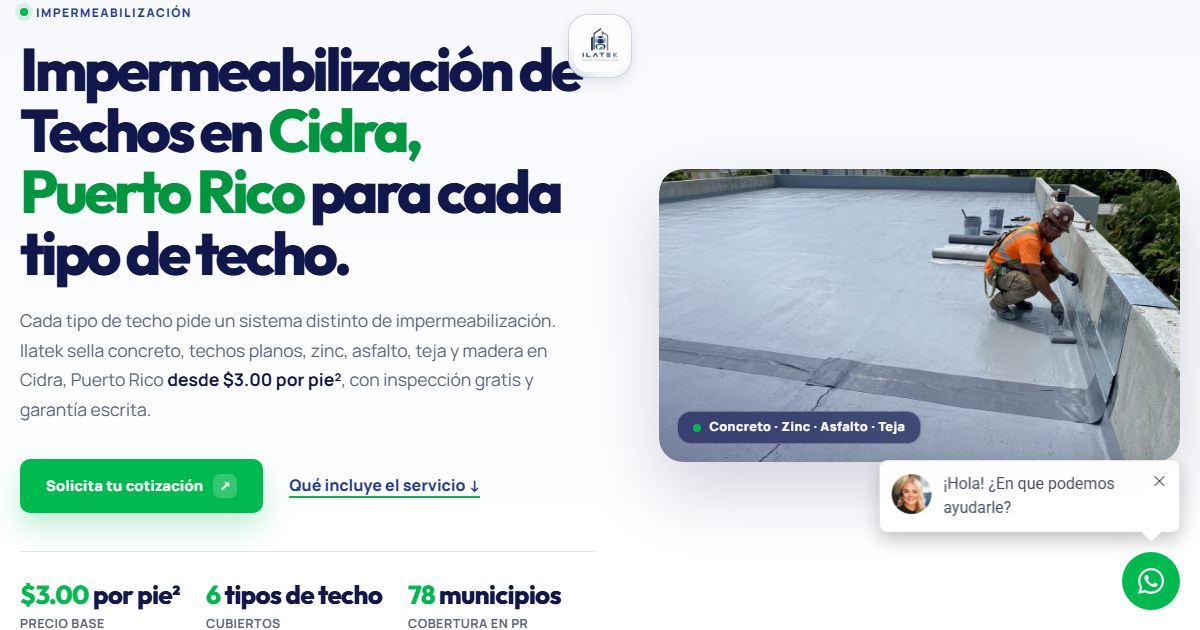 IMPERMEABILIZACIÓN
ILATEK
Impermeabilización de
Techos en Cidra,
Puerto Rico para cada
tipo de techo.
Cada tipo de techo pide un sistema distinto de impermeabilización.
Ilatek sella concreto, techos planos, zinc, asfalto, teja y madera en
Cidra, Puerto Rico desde $3.00 por pie², con inspección gratis y
garantía escrita.
Solicita tu cotización ↗
Qué incluye el servicio ↓
Concreto · Zinc · Asfalto · Teja
¡Hola! ¿En que podemos
ayudarle?
$3.00 por pie²
PRECIO BASE
6 tipos de techo
CUBIERTOS
78 municipios
COBERTURA EN PR